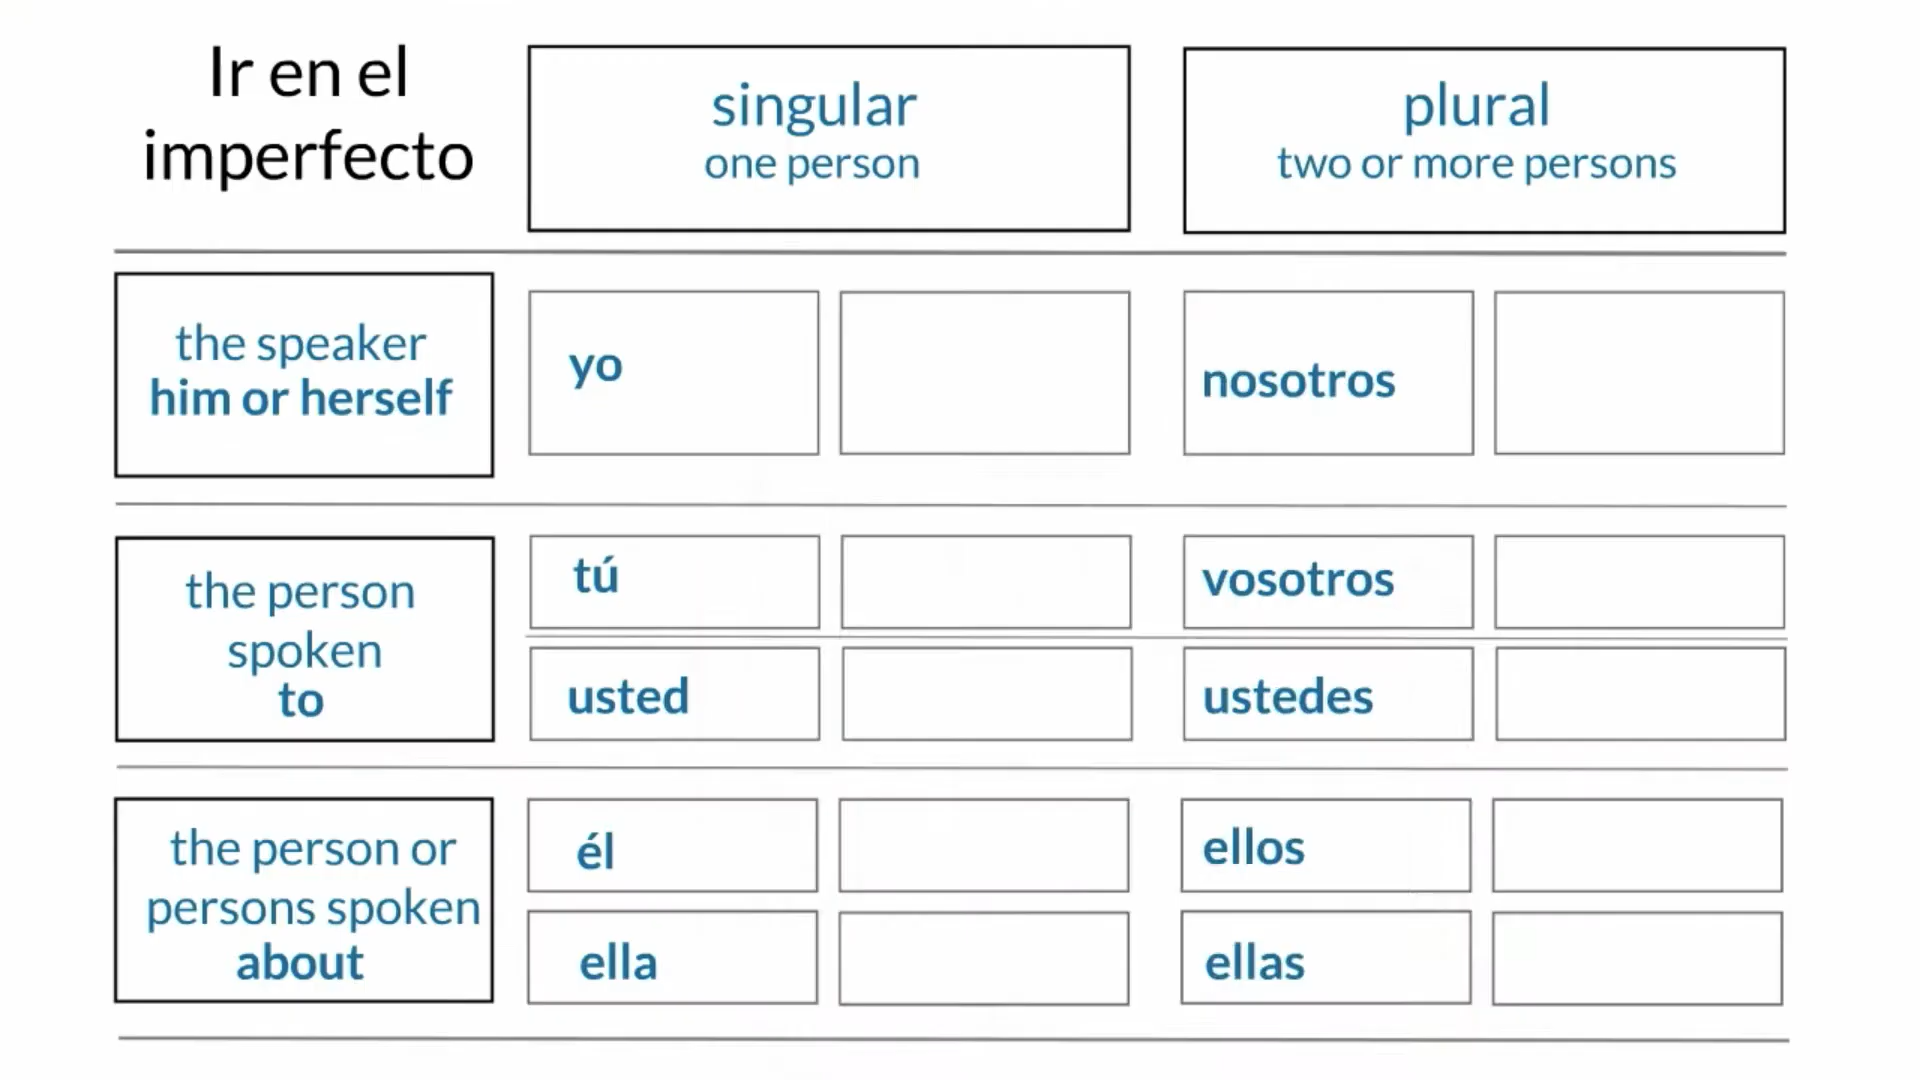 Ir en el
imperfecto
singular
one person
plural
two or more persons
the speaker
him or herself
yo
nosotros
the person
spoken
to
tú
vosotros
usted
ustedes
the person or
persons spoken
about
él
ellos
ella
ellas